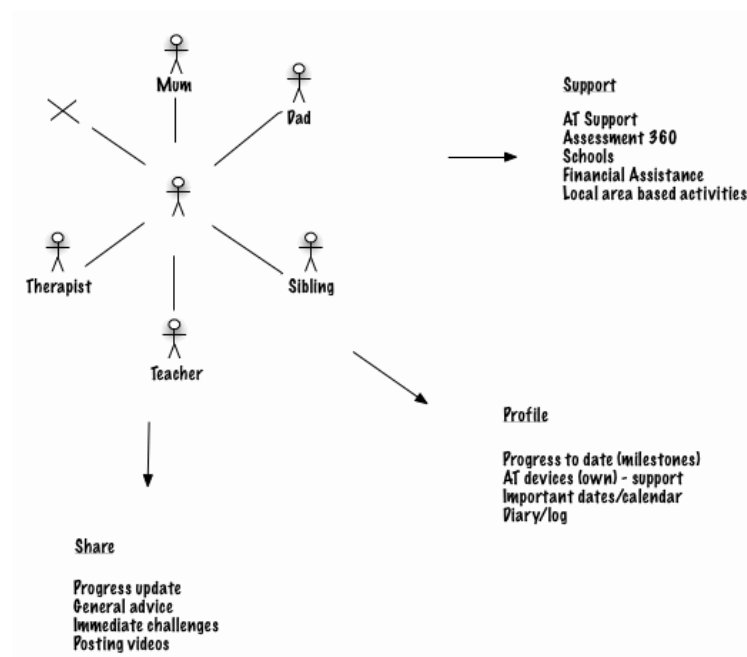 Mum
Dad
Therapist
Sibling
Teacher
Support
AT Support
Assessment 360
Schools
Financial Assistance
Local area based activities
Profile
Progress to date (milestones)
AT devices (own) - support
Important dates/calendar
Diary/log
Share
Progress update
General advice
Immediate challenges
Posting videos